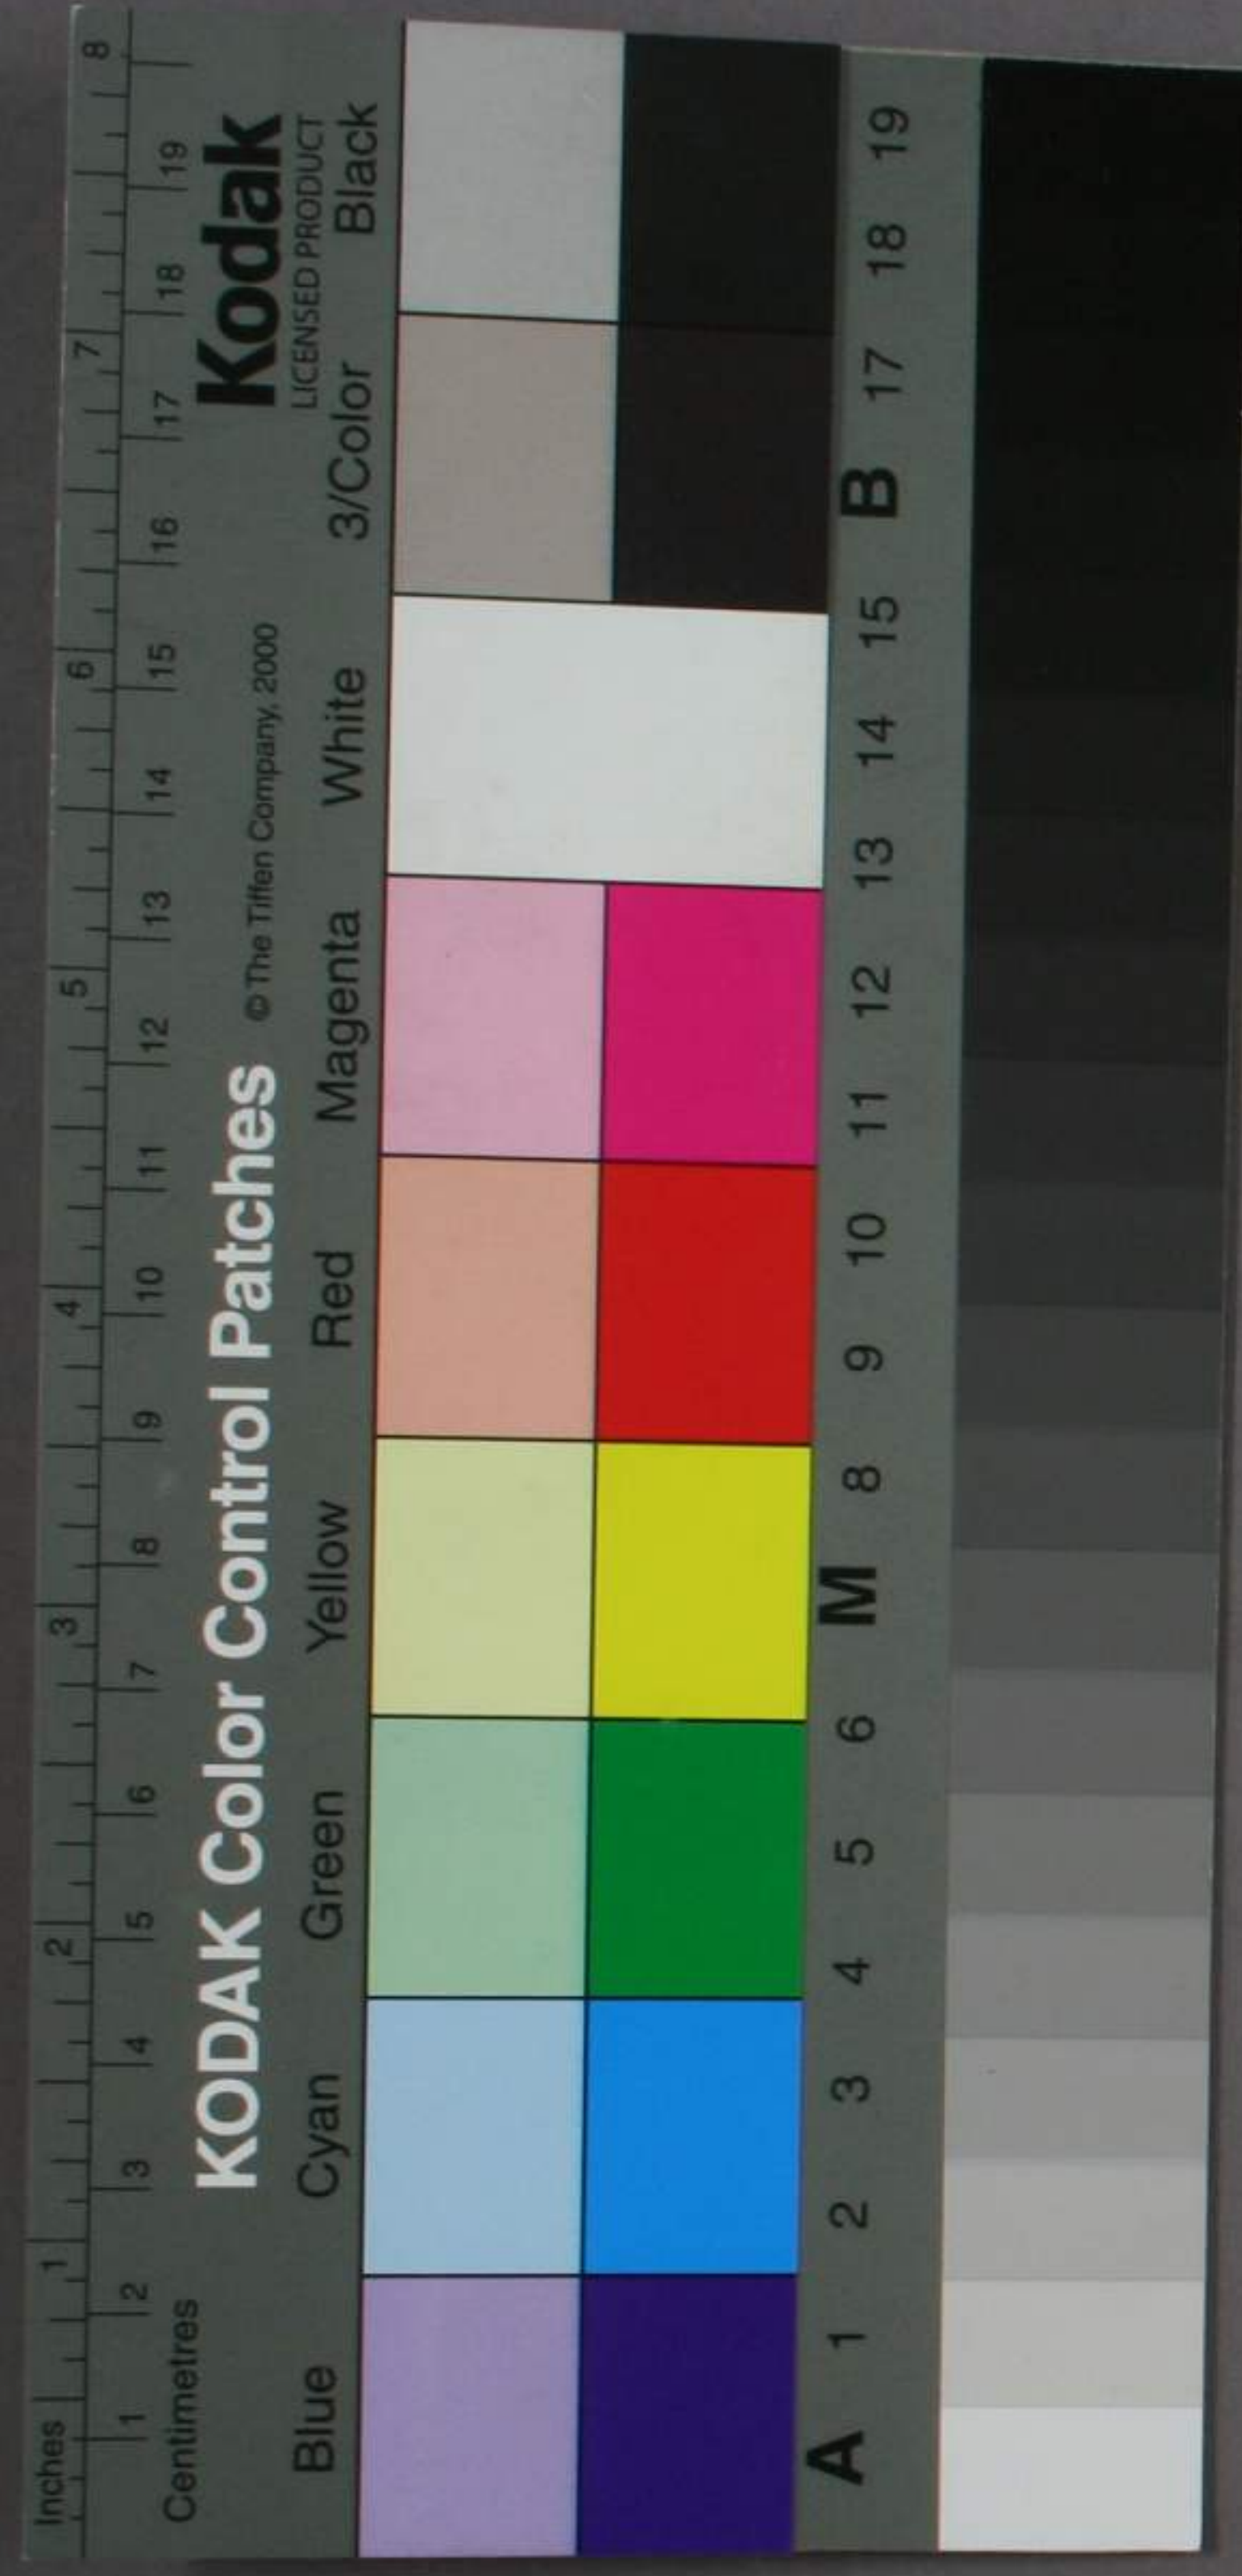 Inches 1 2 3 4 5 6 7 8
Centimetres 1 2 3 4 5 6 7 8 9 10 11 12 13 14 15 16 17 18 19
KODAK Color Control Patches © The Tiffen Company, 2000 Kodak
LICENSED PRODUCT
Blue Cyan Green Yellow Red Magenta White 3/Color Black
A 1 2 3 4 5 6 M 8 9 10 11 12 13 14 15 B 17 18 19